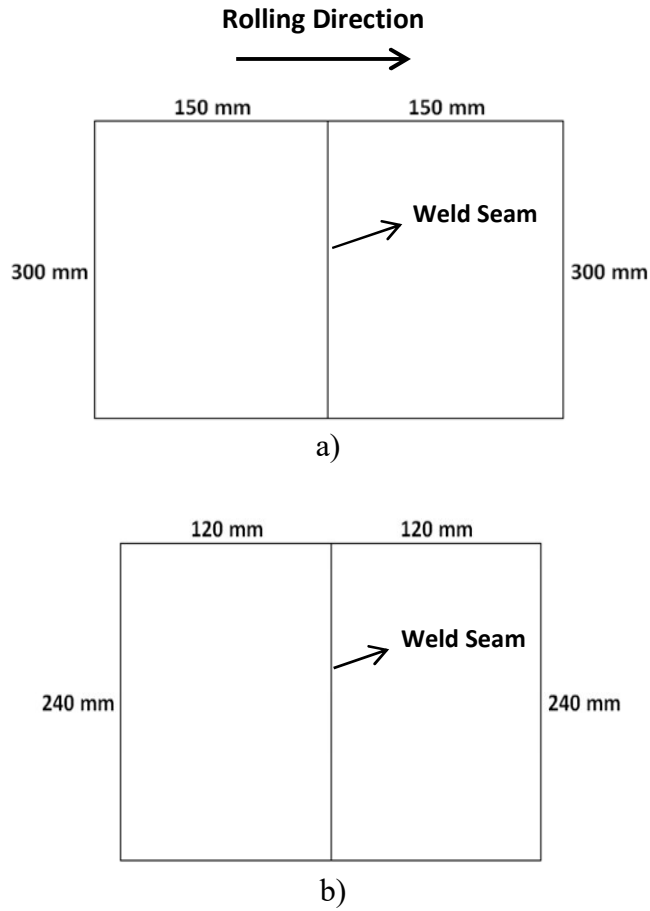 Rolling Direction
150 mm 150 mm
Weld Seam
300 mm 300 mm
a)
120 mm 120 mm
Weld Seam
240 mm 240 mm
b)